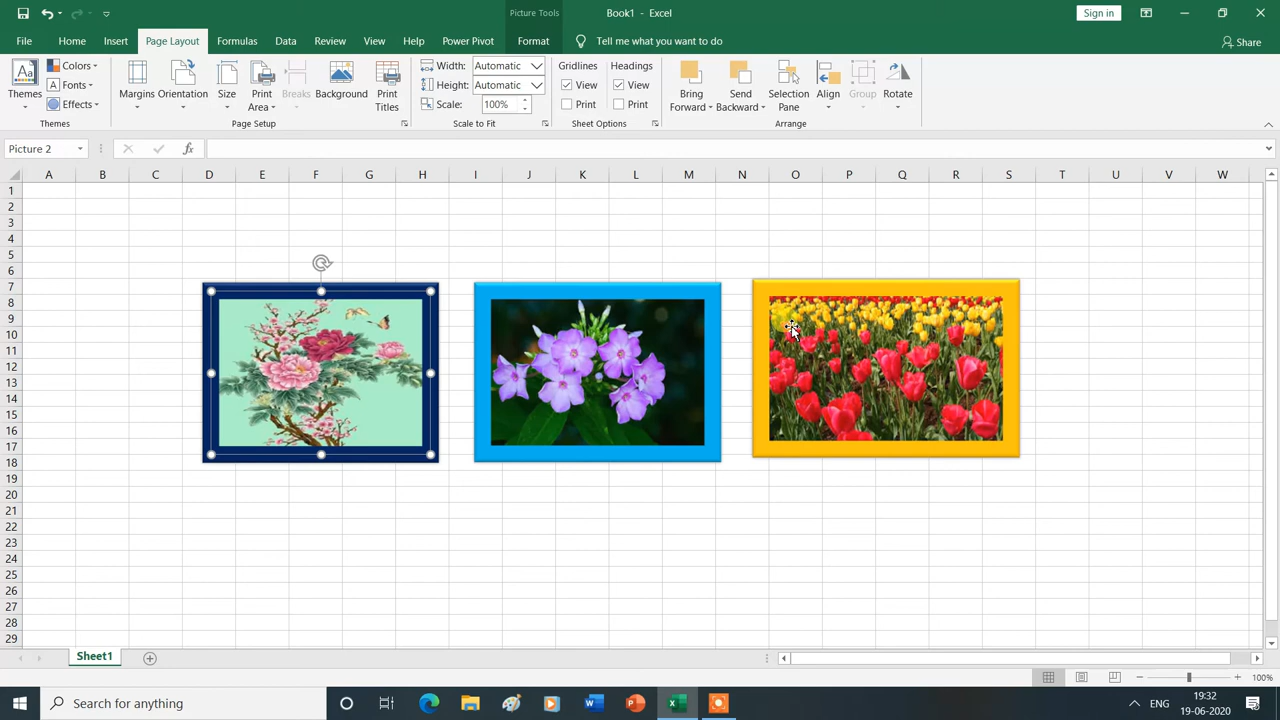 Picture Tools
Book1 - Excel
Sign in
File Home Insert Page Layout Formulas Data Review View Help Power Pivot Format Tell me what you want to do Share
Themes
Colors
Fonts
Effects
Themes
Margins
Orientation
Size
Print Area
Breaks
Background
Print Titles
Page Setup
Width: Automatic
Height: Automatic
Scale: 100%
Scale to Fit
Gridlines
View
Print
Headings
View
Print
Sheet Options
Bring Forward
Send Backward
Selection Pane
Align
Group
Rotate
Arrange
Picture 2
fx
A B C D E F G H I J K L M N O P Q R S T U V W
1
2
3
4
5
6
7
8
9
10
11
12
13
14
15
16
17
18
19
20
21
22
23
24
25
26
27
28
29
Sheet1
100%
Search for anything
ENG
19:32
19-06-2020